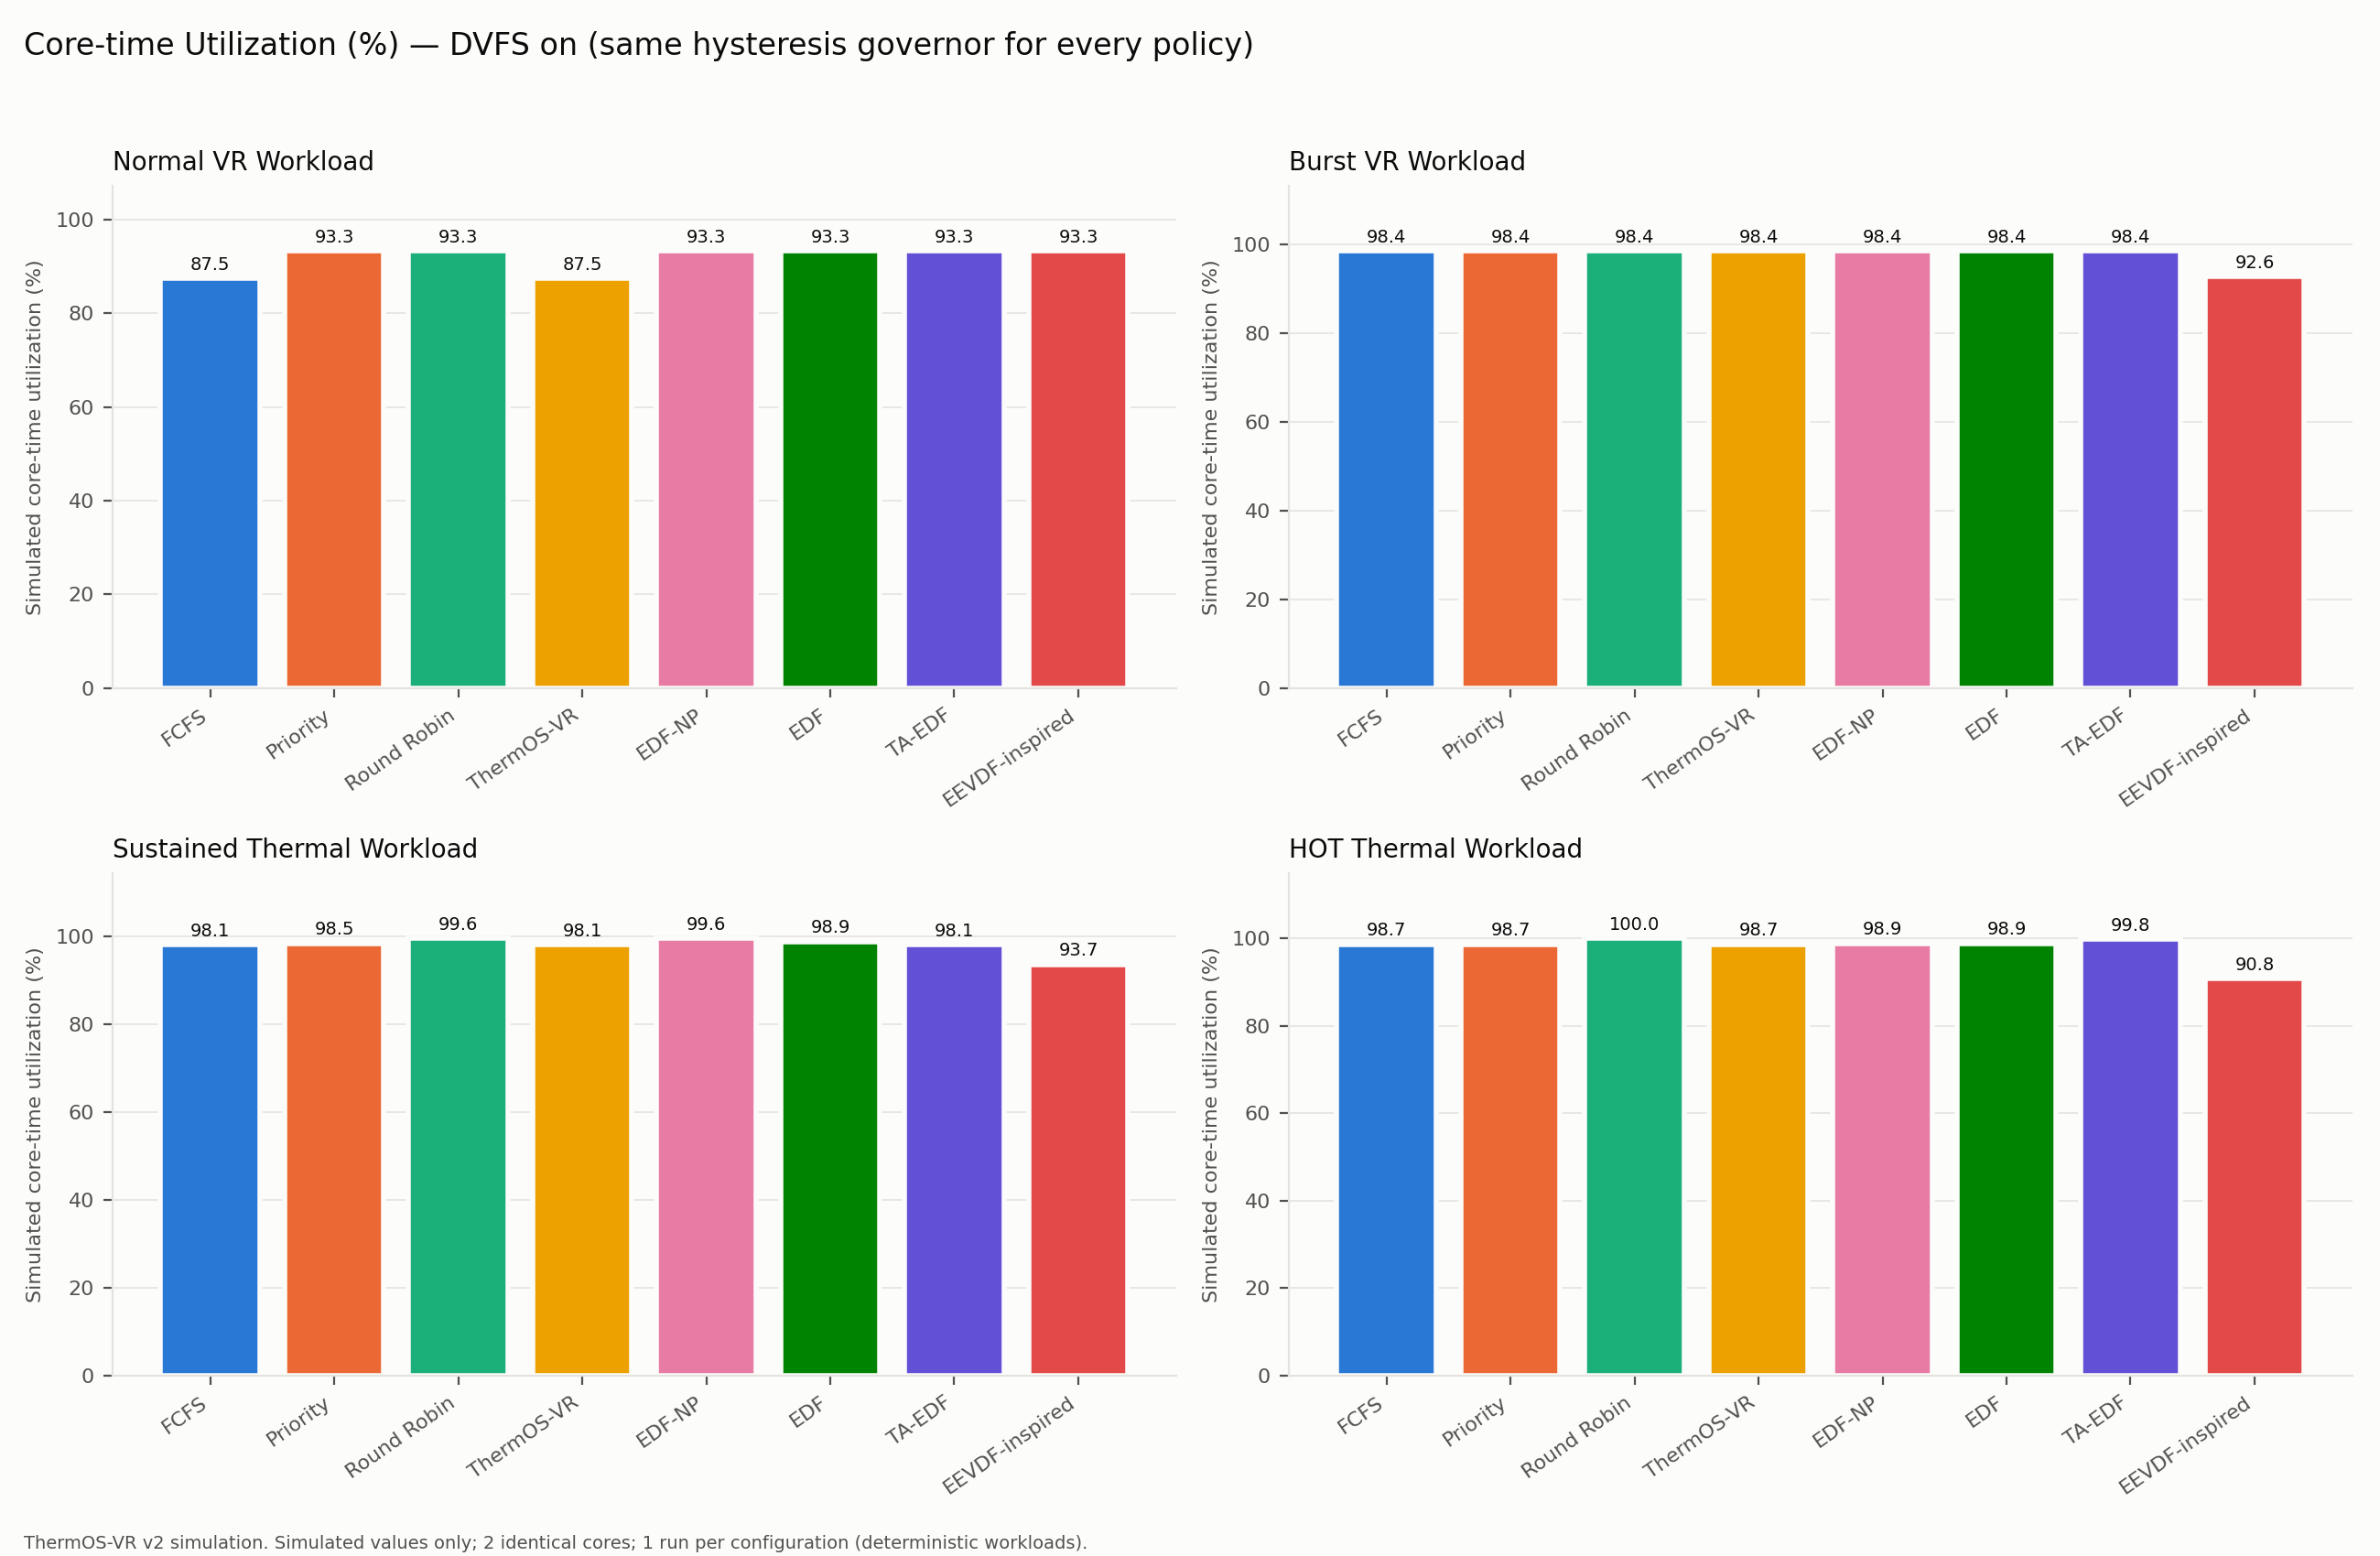 Core-time Utilization (%) — DVFS on (same hysteresis governor for every policy)
Normal VR Workload
Simulated core-time utilization (%)
100
80
60
40
20
0
87.5
93.3
93.3
87.5
93.3
93.3
93.3
93.3
FCFS
Priority
Round Robin
ThermOS-VR
EDF-NP
EDF
TA-EDF
EEVDF-inspired
Burst VR Workload
Simulated core-time utilization (%)
100
80
60
40
20
0
98.4
98.4
98.4
98.4
98.4
98.4
98.4
92.6
FCFS
Priority
Round Robin
ThermOS-VR
EDF-NP
EDF
TA-EDF
EEVDF-inspired
Sustained Thermal Workload
Simulated core-time utilization (%)
100
80
60
40
20
0
98.1
98.5
99.6
98.1
99.6
98.9
98.1
93.7
FCFS
Priority
Round Robin
ThermOS-VR
EDF-NP
EDF
TA-EDF
EEVDF-inspired
HOT Thermal Workload
Simulated core-time utilization (%)
100
80
60
40
20
0
98.7
98.7
100.0
98.7
98.9
98.9
99.8
90.8
FCFS
Priority
Round Robin
ThermOS-VR
EDF-NP
EDF
TA-EDF
EEVDF-inspired
ThermOS-VR v2 simulation. Simulated values only; 2 identical cores; 1 run per configuration (deterministic workloads).